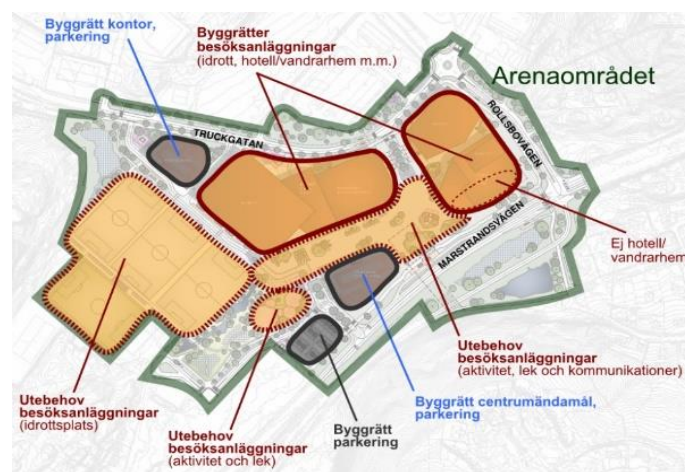 Byggrätt kontor,
parkering
Byggrätter
besöksanläggningar
(idrott, hotell/vandrarhem m.m.)
Arenaområdet
TRUCKGATAN
ROLLSBOVÄGEN
MARSTRANDSVÄGEN
Ej hotell/
vandrarhem
Utebehov
besöksanläggningar
(aktivitet, lek och kommunikationer)
Utebehov
besöksanläggningar
(idrottsplats)
Byggrätt centrumändamål,
parkering
Byggrätt
parkering
Utebehov
besöksanläggningar
(aktivitet och lek)